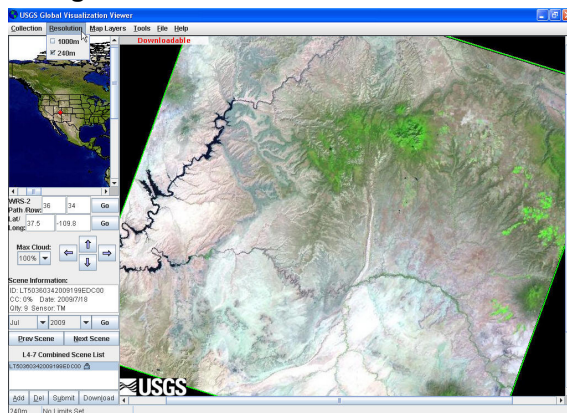 USGS Global Visualization Viewer
Collection Resolution Map Layers Tools File Help
1000m
240m
Downloadable
WRS-2
Path /Row: 36 34 Go
Lat/
Long: 37.5 -109.8 Go
Max Cloud:
100%
Scene Information:
ID: LT50360342009199EDC00
CC: 0% Date: 2009/7/18
Qlty: 9 Sensor: TM
Jul 2009 Go
Prev Scene Next Scene
L4-7 Combined Scene List
LT50360342009199EDC00
Add Del Submit Download
USGS
240m No Limits Set